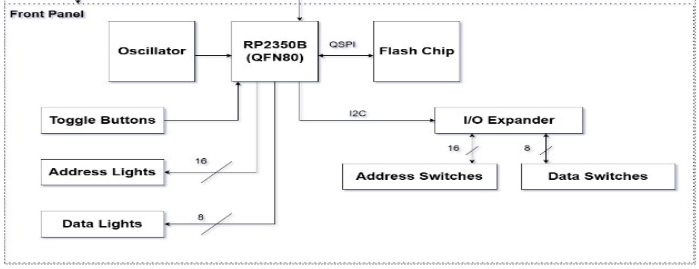 Front Panel
Oscillator
RP2350B
(QFN80)
QSPI
Flash Chip
Toggle Buttons
I2C
I/O Expander
16
Address Lights
16
8
Address Switches
Data Switches
8
Data Lights